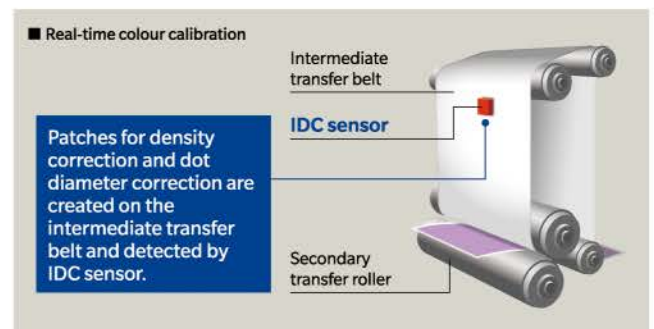 ■ Real-time colour calibration
Intermediate
transfer belt
IDC sensor
Patches for density
correction and dot
diameter correction are
created on the
intermediate transfer
belt and detected by
IDC sensor.
Secondary
transfer roller